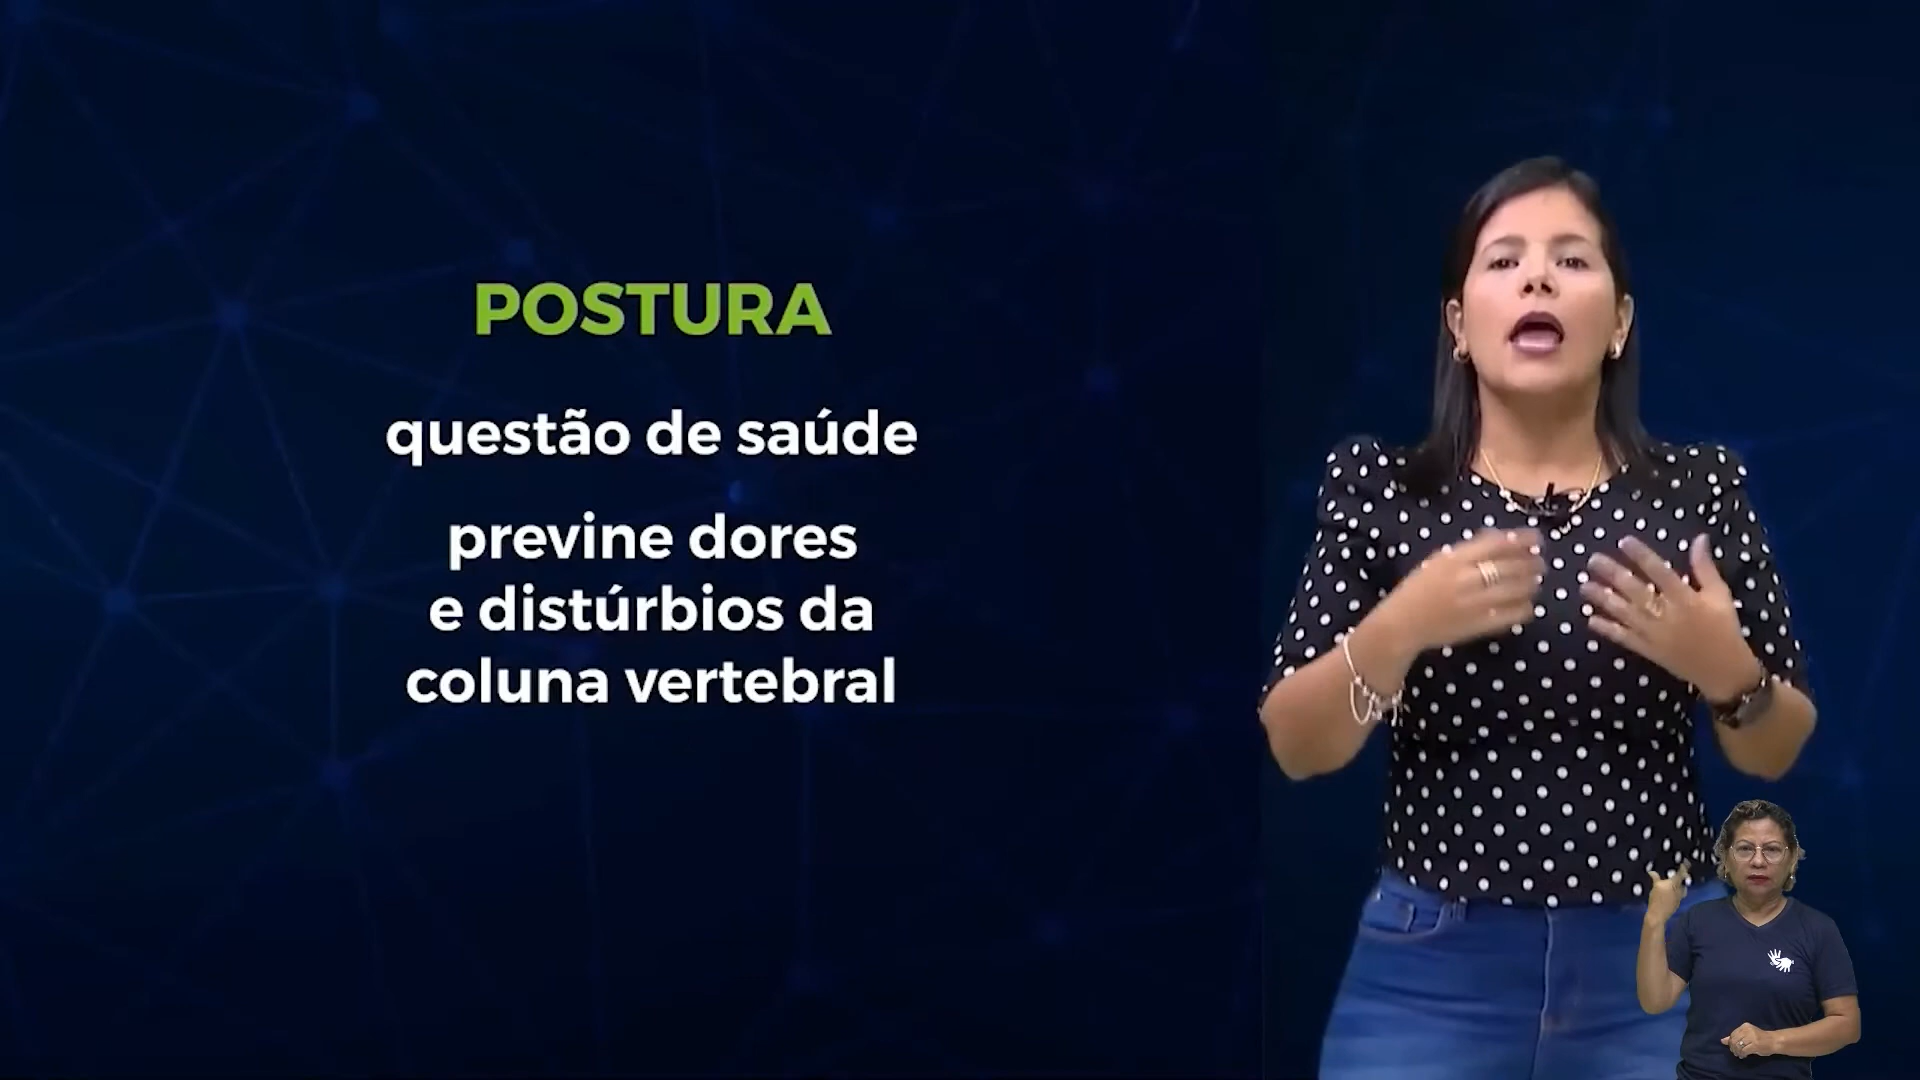 POSTURA
questão de saúde
previne dores
e distúrbios da
coluna vertebral